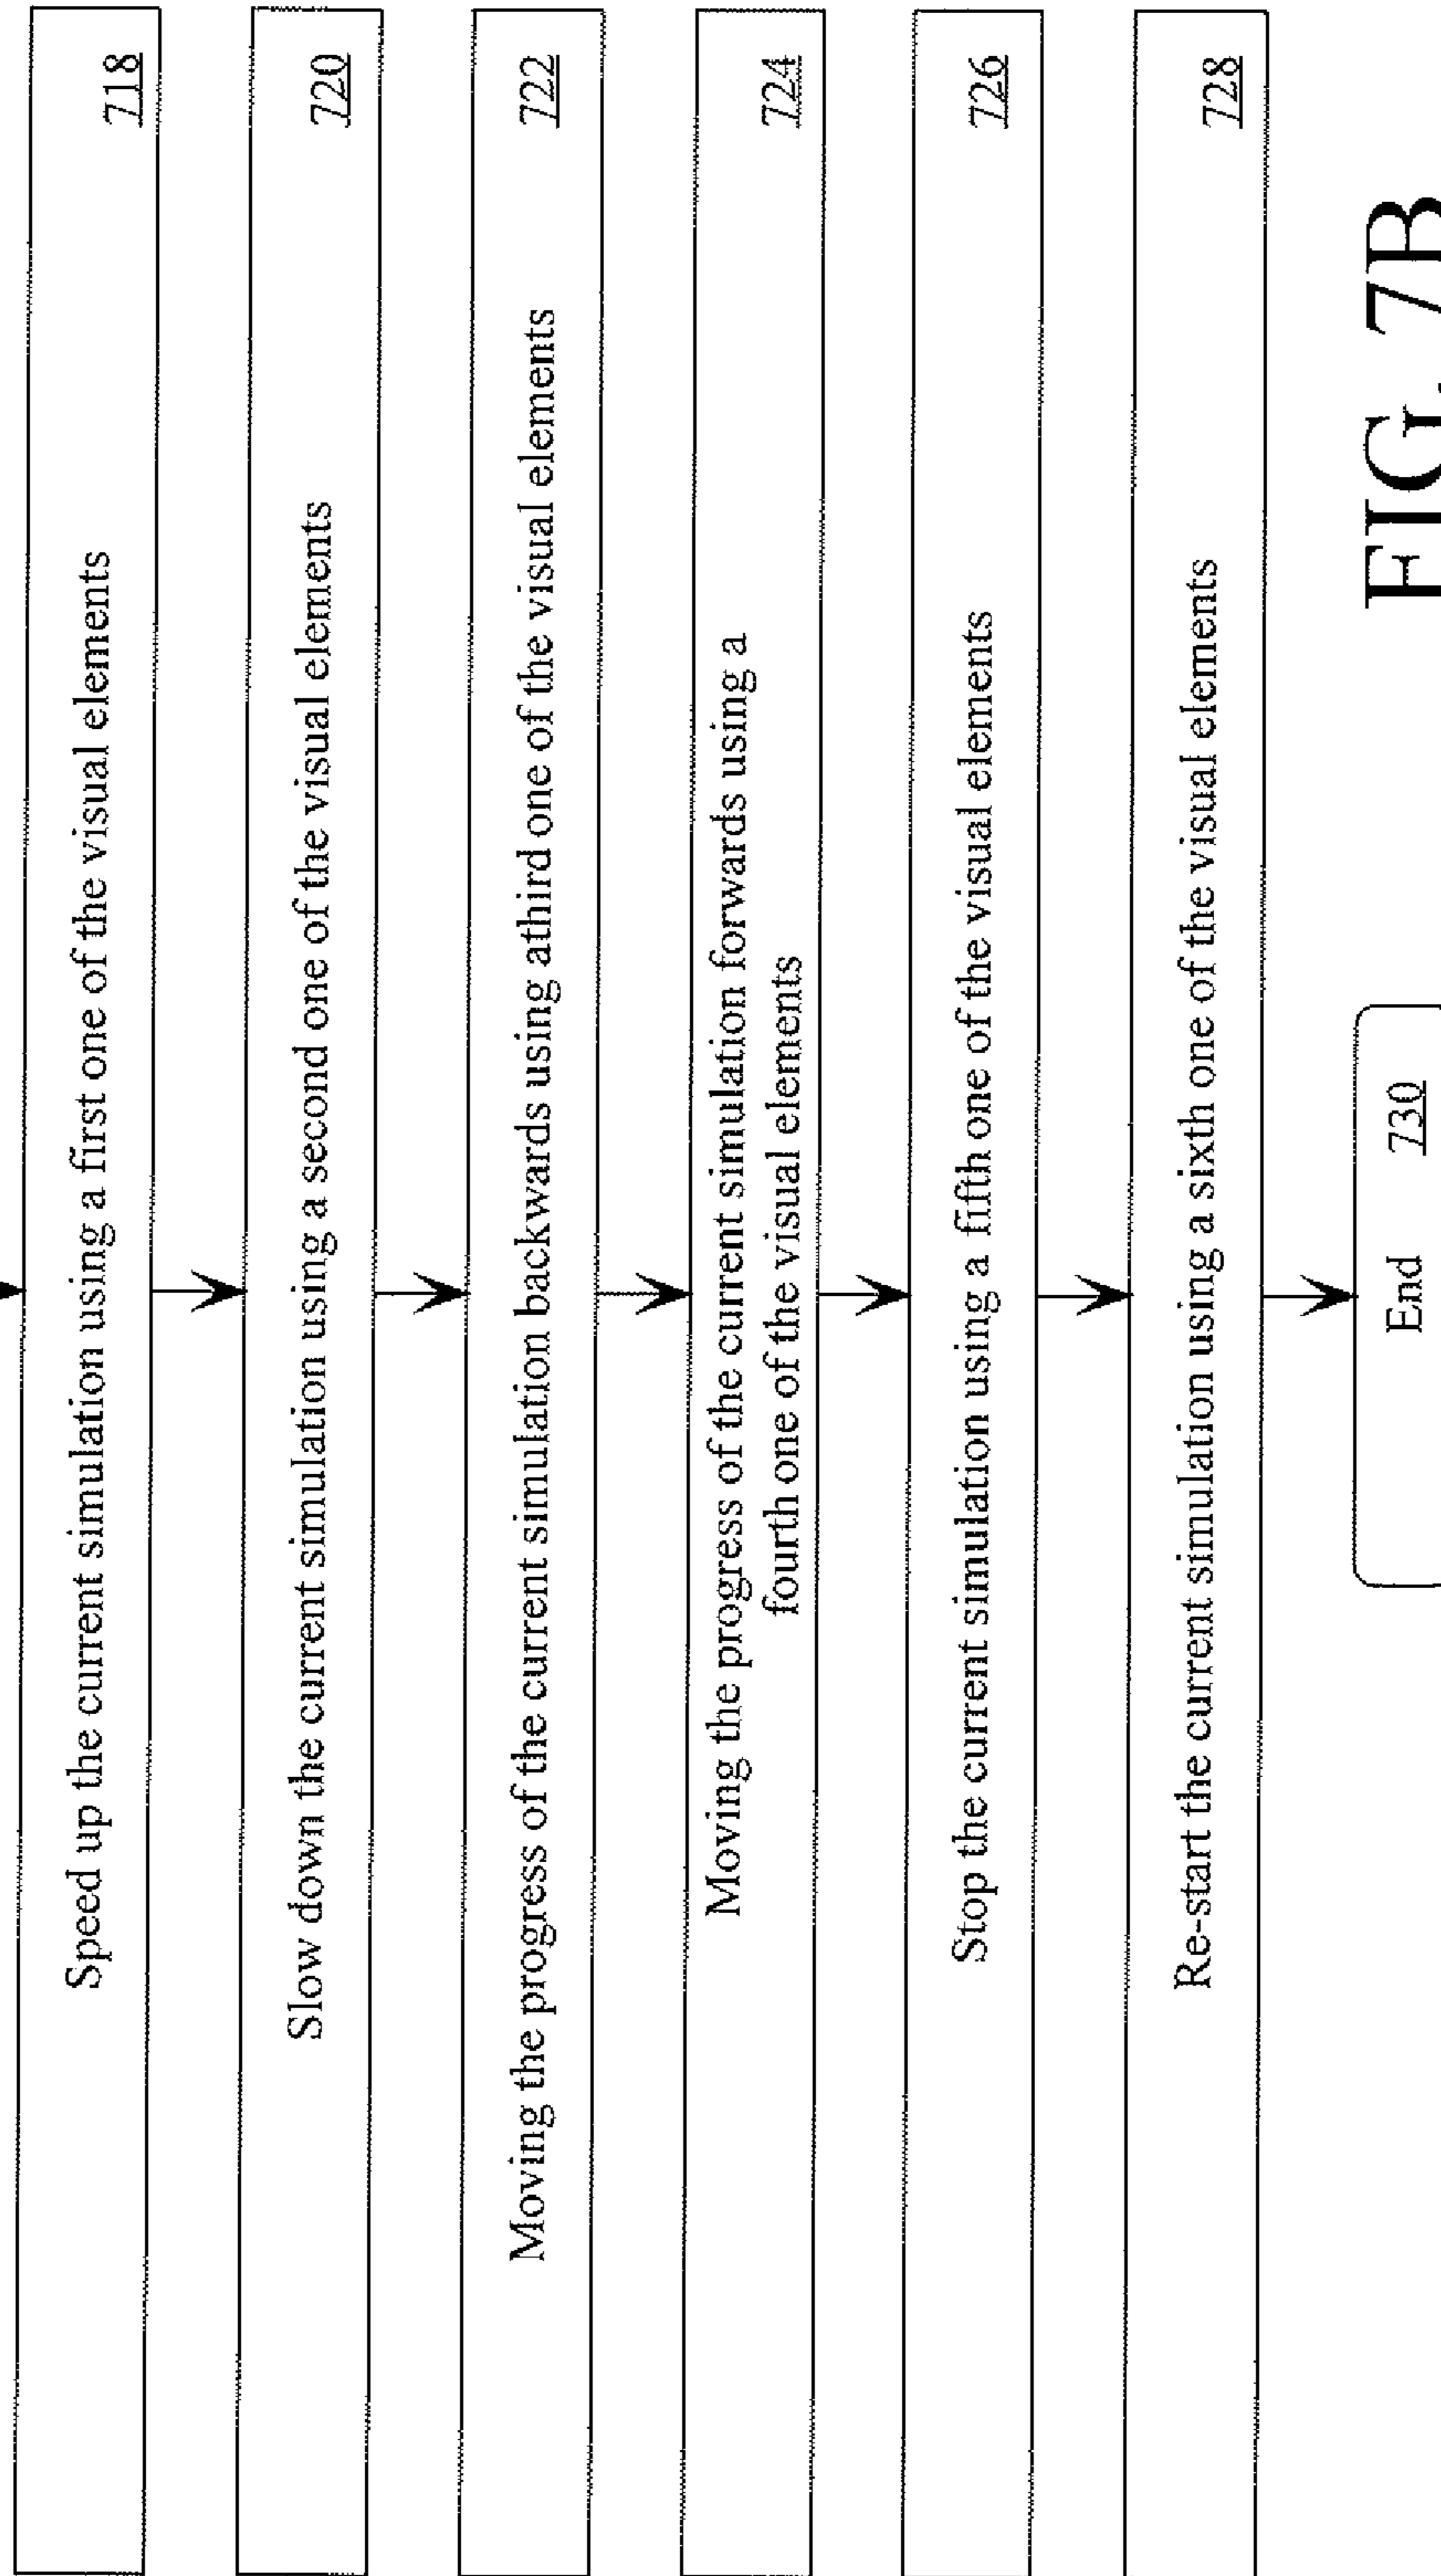 Speed up the current simulation using a first one of the visual elements
718
Slow down the current simulation using a second one of the visual elements
720
Moving the progress of the current simulation backwards using athird one of the visual elements
722
Moving the progress of the current simulation forwards using a
fourth one of the visual elements
724
Stop the current simulation using a fifth one of the visual elements
726
Re-start the current simulation using a sixth one of the visual elements
728
End 730
FIG. 7B